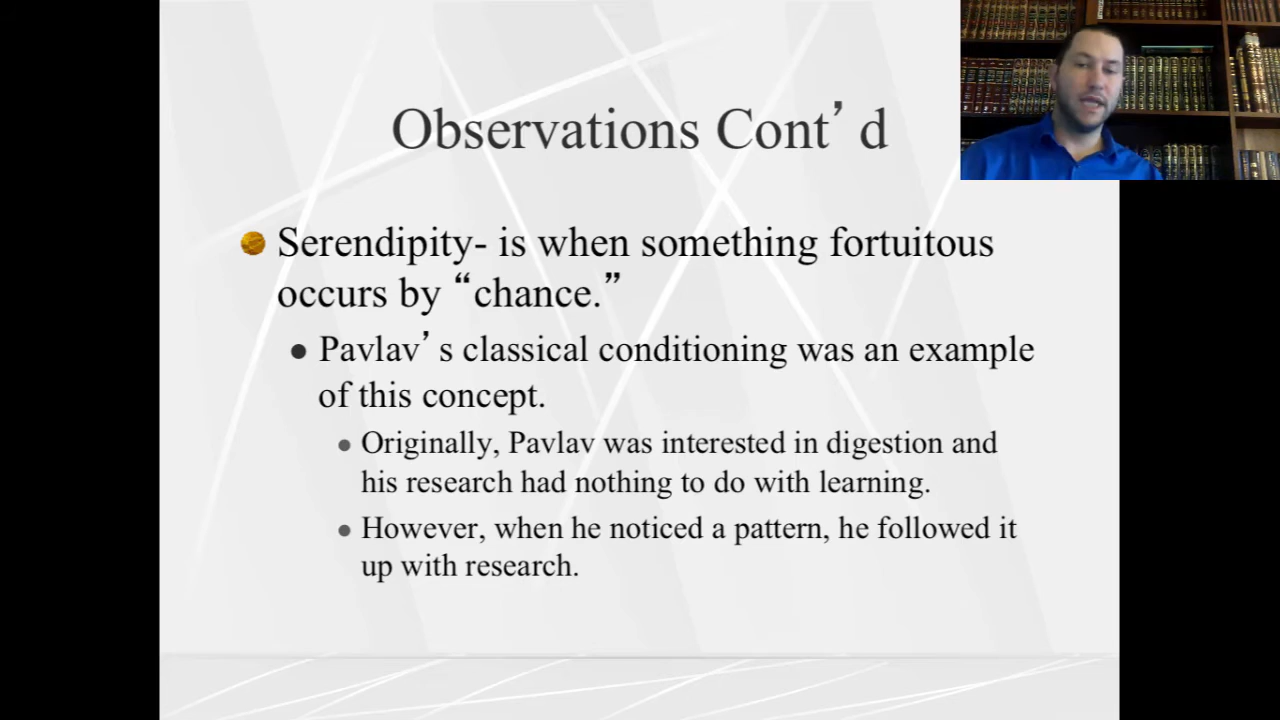 Observations Cont’ d
Serendipity- is when something fortuitous
occurs by “chance.”
Pavlav’ s classical conditioning was an example
of this concept.
Originally, Pavlav was interested in digestion and
his research had nothing to do with learning.
However, when he noticed a pattern, he followed it
up with research.